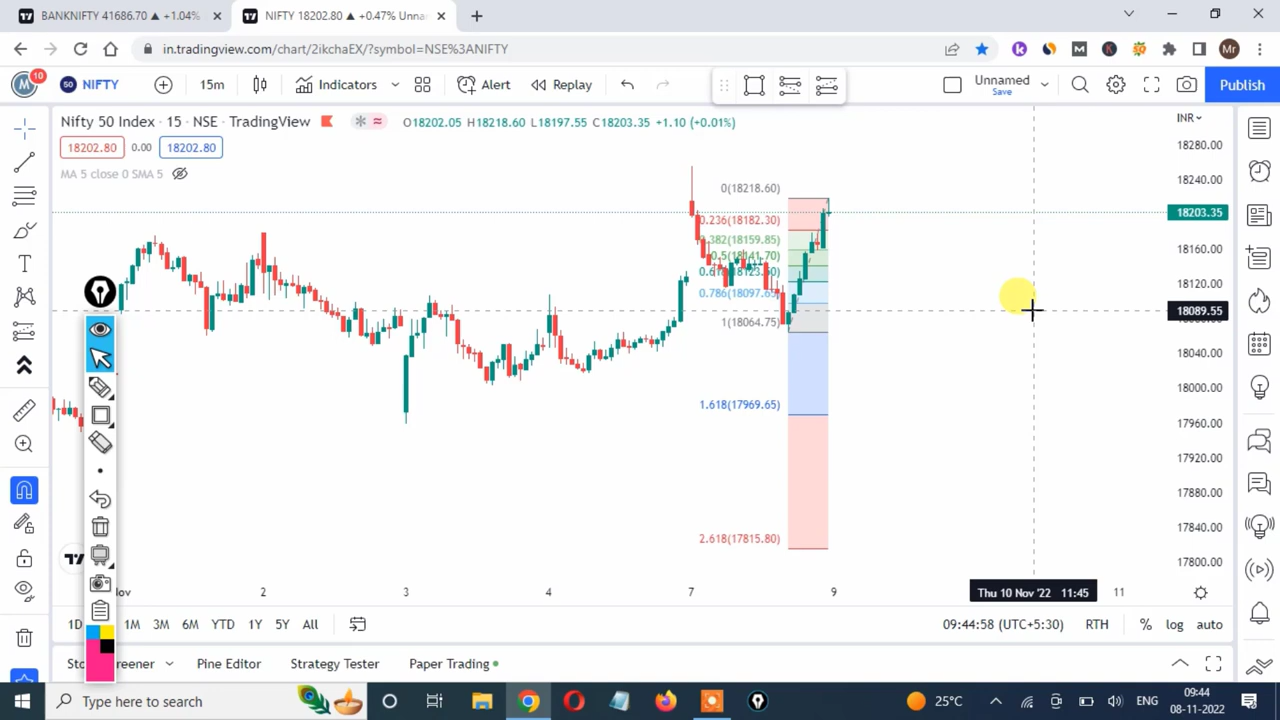 BANKNIFTY 41686.70 ▲ +1.04%
NIFTY 18202.80 ▲ +0.47% Unna
in.tradingview.com/chart/2ikchaEX/?symbol=NSE%3ANIFTY
Mr
M 10
50 NIFTY
15m
Indicators
Alert
Replay
Unnamed
Save
Publish
Nifty 50 Index · 15 · NSE · TradingView
O18202.05 H18218.60 L18197.55 C18203.35 +1.10 (+0.01%)
INR
18202.80 0.00 18202.80
MA 5 close 0 SMA 5
18280.00
18240.00
18203.35
18160.00
18120.00
18089.55
18040.00
18000.00
17960.00
17920.00
17880.00
17840.00
17800.00
0(18218.60)
0.236(18182.30)
0.382(18159.85)
0.5(18141.70)
0.786(18097.65)
1(18064.75)
1.618(17969.65)
2.618(17815.80)
ov 2 3 4 7 9 Thu 10 Nov '22 11:45 11
1D 1M 3M 6M YTD 1Y 5Y All
09:44:58 (UTC+5:30) RTH % log auto
Sto reener Pine Editor Strategy Tester Paper Trading
Type here to search
25°C
ENG
09:44
08-11-2022